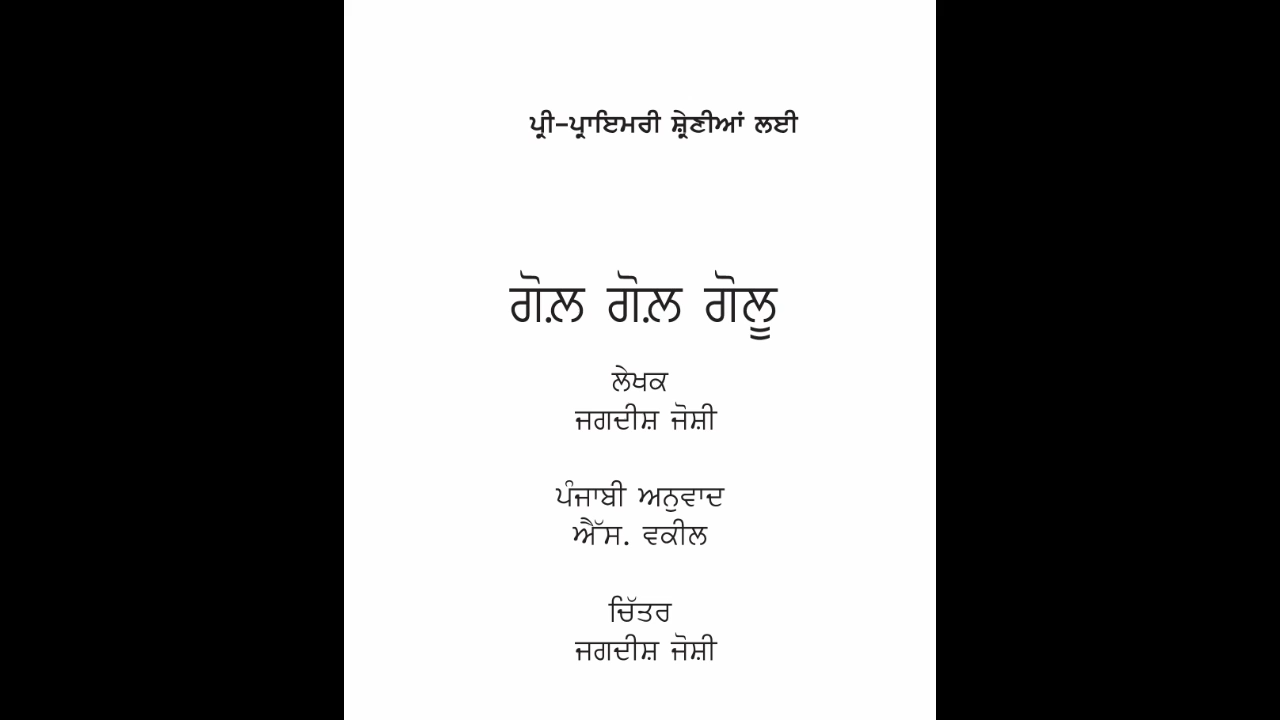 ਪ੍ਰੀ-ਪ੍ਰਾਇਮਰੀ ਸ਼੍ਰੇਣੀਆਂ ਲਈ
ਗੋਲ਼ ਗੋਲ਼ ਗੋਲੂ
ਲੇਖਕ
ਜਗਦੀਸ਼ ਜੋਸ਼ੀ
ਪੰਜਾਬੀ ਅਨੁਵਾਦ
ਐੱਸ. ਵਕੀਲ
ਚਿੱਤਰ
ਜਗਦੀਸ਼ ਜੋਸ਼ੀ